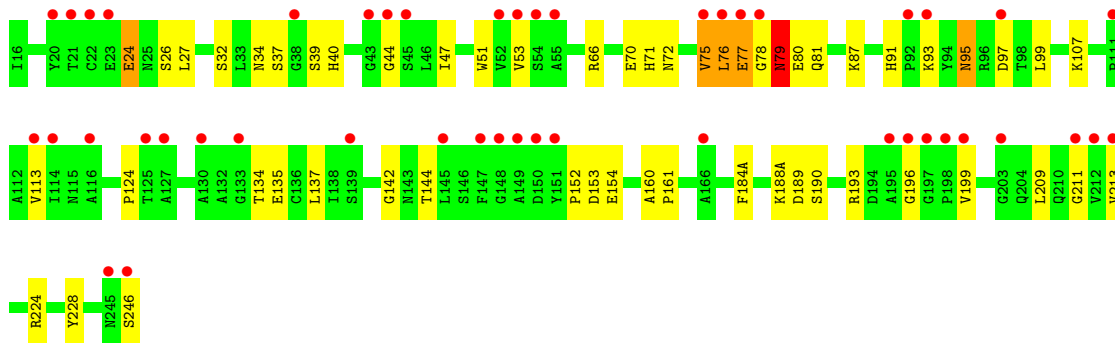 I16 Y20 T21 C22 E23 E24 N25 S26 L27 S32 L33 N34 S37 G38 S39 H40 G43 G44 S45 L46 I47 W51 V52 V53 S54 A55 R66 E70 H71 N72 V75 L76 E77 G78 N79 E80 Q81 K87 H91 P92 K93 Y94 N95 R96 D97 T98 L99 K107
A112 V113 I114 N115 A116 P124 T125 A127 A130 A132 G133 T134 E135 C136 L137 I138 S139 G142 N143 T144 L145 S146 F147 G148 A149 D150 Y151 P152 D153 E154 A160 P161 A166 F184A K188A D189 S190 R193 D194 A195 G196 G197 P198 V199 G203 Q204 L209 Q210 G211 V212
R224 Y228 N245 S246